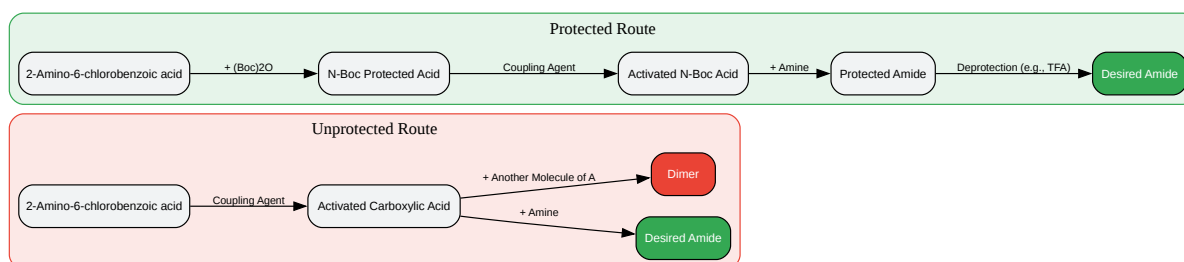 Protected Route
2-Amino-6-chlorobenzoic acid
+ (Boc)2O
N-Boc Protected Acid
Coupling Agent
Activated N-Boc Acid
+ Amine
Protected Amide
Deprotection (e.g., TFA)
Desired Amide
Unprotected Route
2-Amino-6-chlorobenzoic acid
Coupling Agent
Activated Carboxylic Acid
+ Another Molecule of A
Dimer
+ Amine
Desired Amide